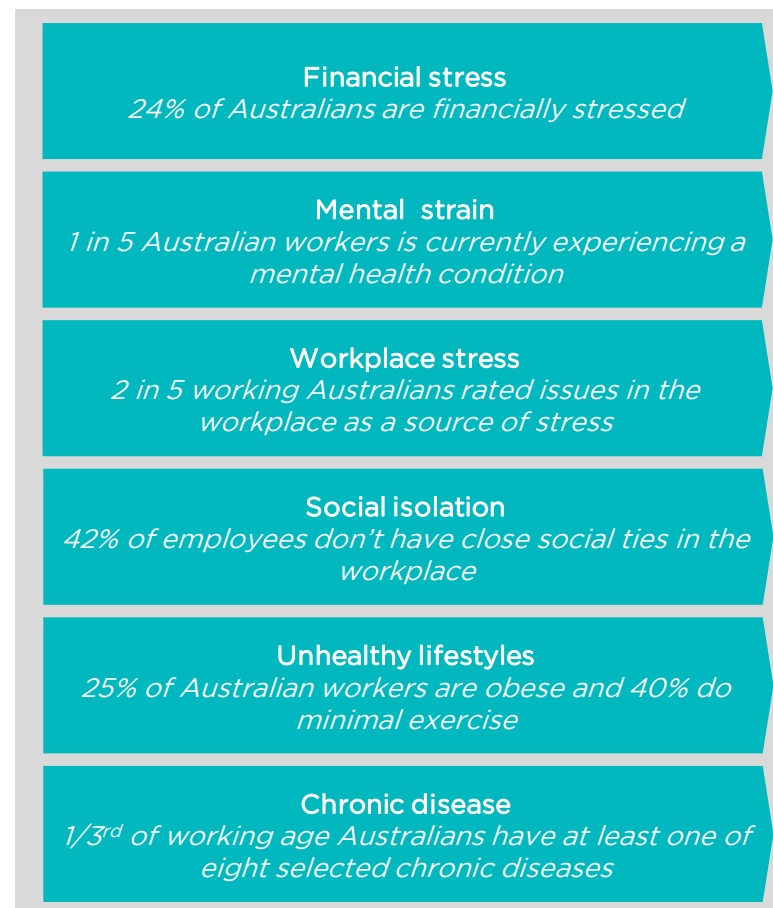 Financial stress
24% of Australians are financially stressed
Mental  strain
1 in 5 Australian workers is currently experiencing a
mental health condition
Workplace stress
2 in 5 working Australians rated issues in the
workplace as a source of stress
Social isolation
42% of employees don’t have close social ties in the
workplace
Unhealthy lifestyles
25% of Australian workers are obese and 40% do
minimal exercise
Chronic disease
1/3rd of working age Australians have at least one of
eight selected chronic diseases